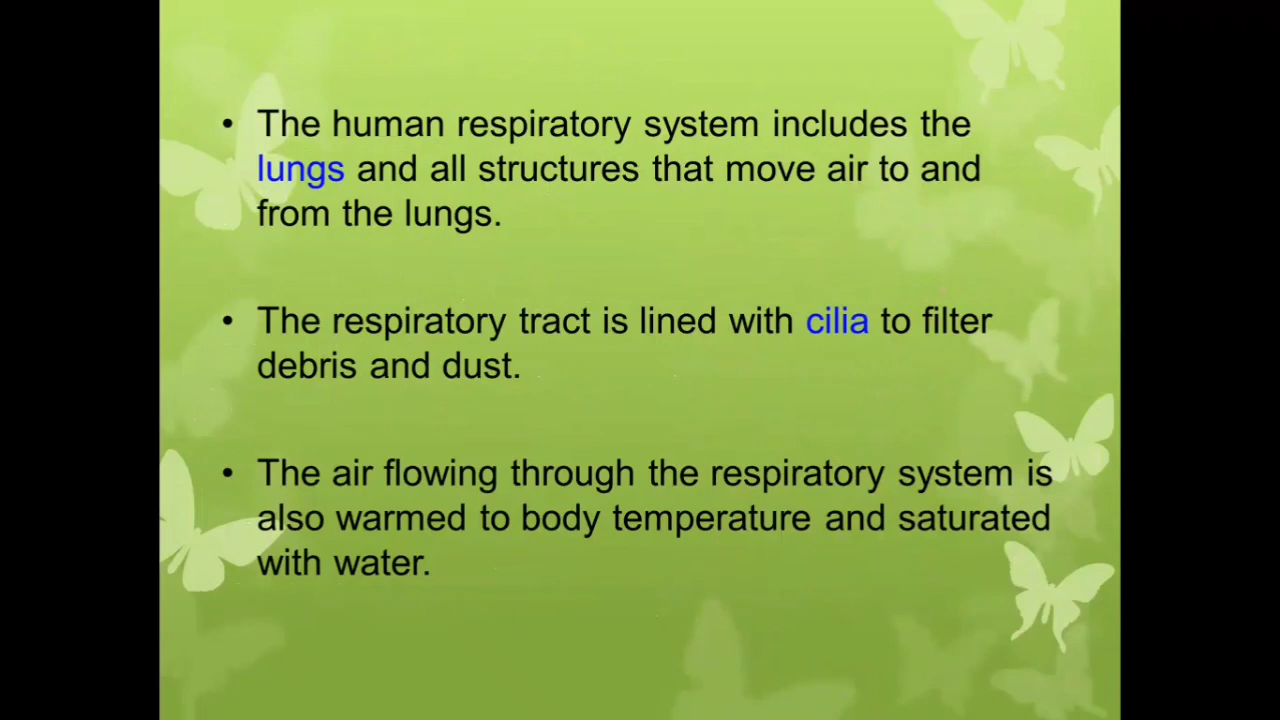 • The human respiratory system includes the
lungs and all structures that move air to and
from the lungs.
• The respiratory tract is lined with cilia to filter
debris and dust.
• The air flowing through the respiratory system is
also warmed to body temperature and saturated
with water.